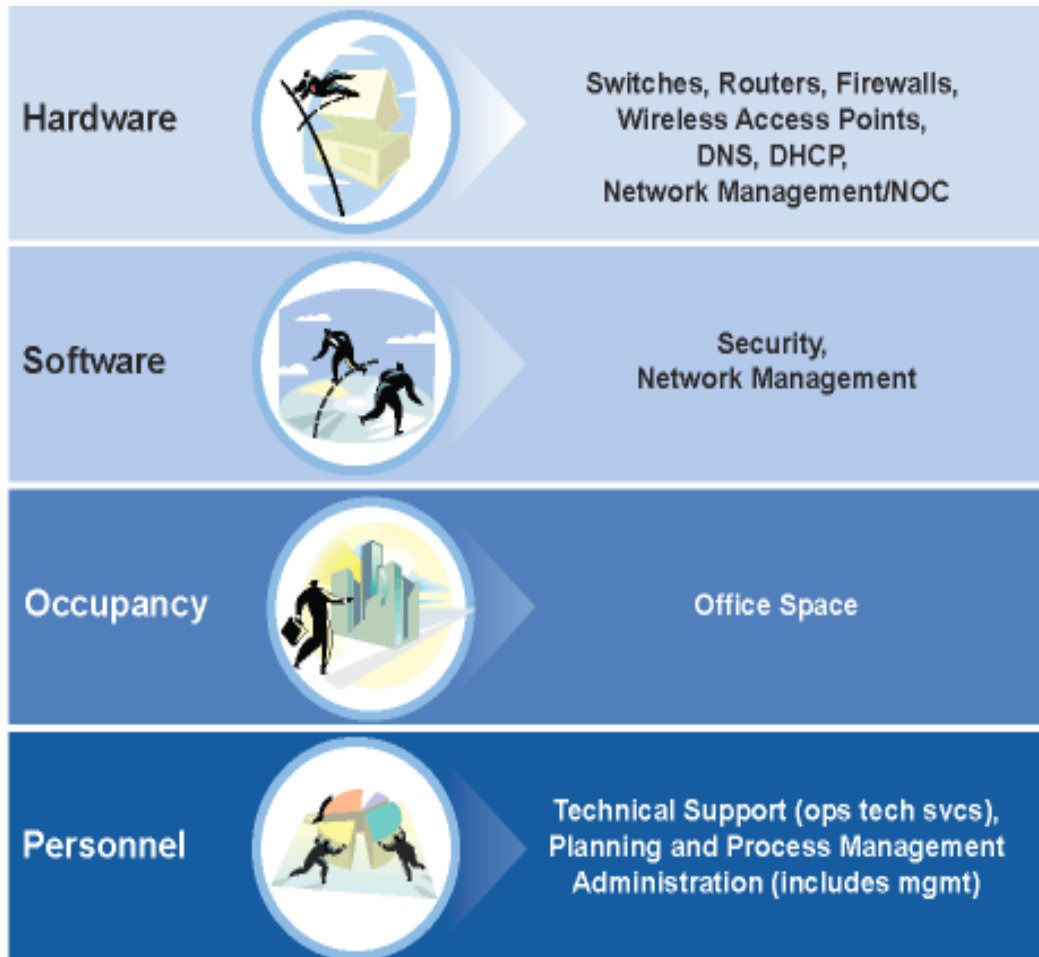 Hardware
Switches, Routers, Firewalls,
Wireless Access Points,
DNS, DHCP,
Network Management/NOC
Software
Security,
Network Management
Occupancy
Office Space
Personnel
Technical Support (ops tech svcs),
Planning and Process Management
Administration (includes mgmt)